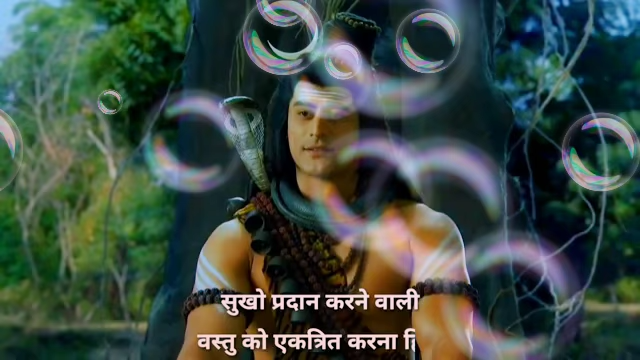 सुखो प्रदान करने वाली
वस्तु को एकत्रित करना